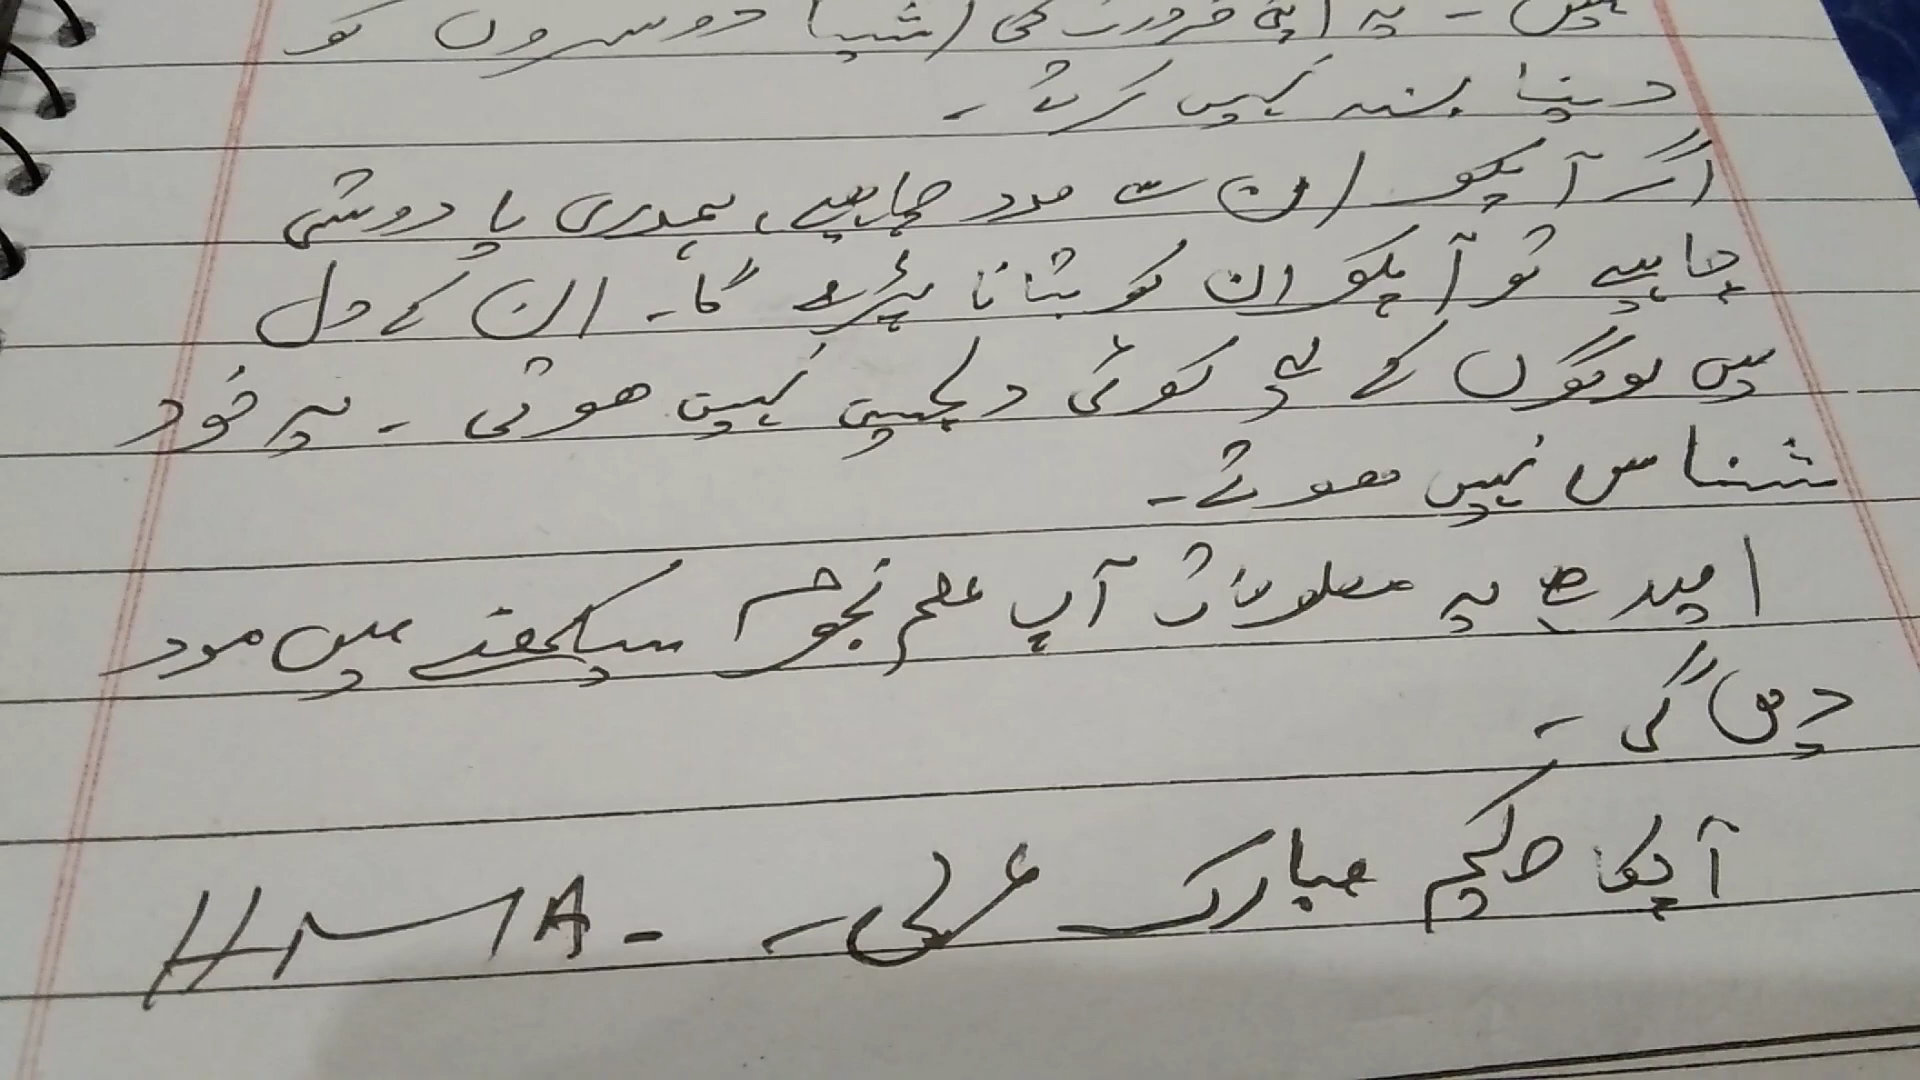 ہیں ۔ یہ اپنے ضرورت کی اشیا دوسروں کو
دینا پسند نہیں کرتے ۔
اگر آپکو ان سے مدد چاہیے، ہمدری یا دوستی
چاہیے تو آپکو ان کو بتانا پڑے گا۔ ان کے دل
میں لوگوں کے لیے کوئی دلچسپی نہیں ہوتی ۔ یہ خود
شناس نہیں ہوتے۔
امید ہے یہ معلومات آپ علم نجوم سیکھنے میں مدد
دیں گی ۔
آپکا حکیم مبارک علی۔ HMA -